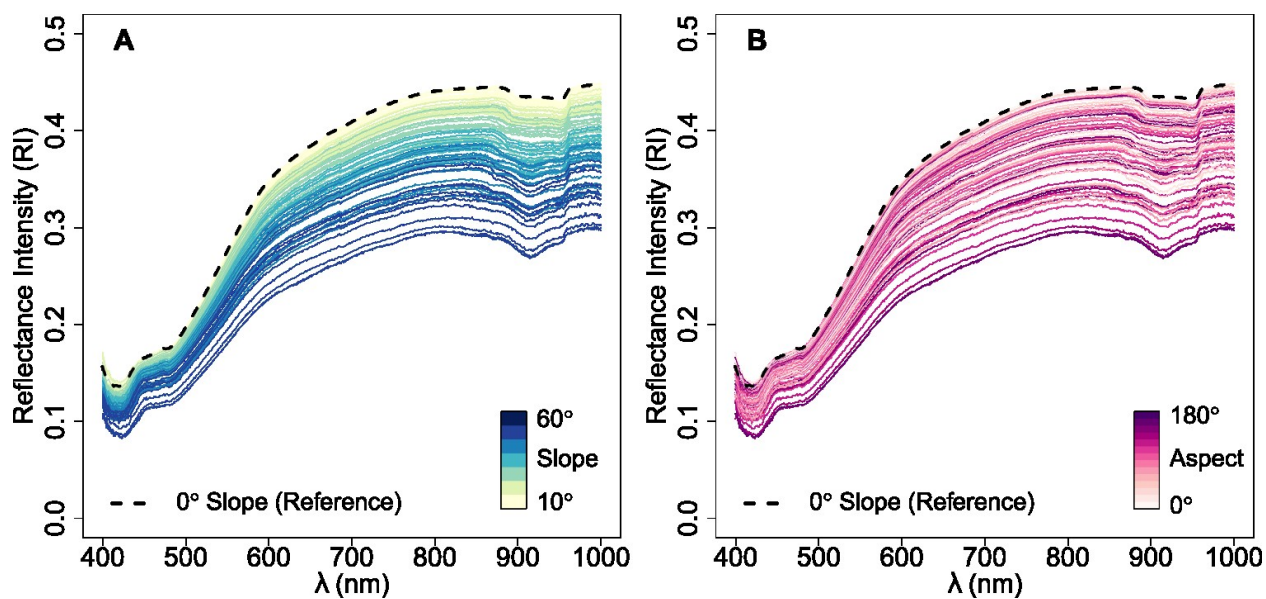 A
Reflectance Intensity (RI)
0.5
0.4
0.3
0.2
0.1
0.0
60°
Slope
10°
0° Slope (Reference)
400 500 600 700 800 900 1000
λ (nm)
B
Reflectance Intensity (RI)
0.5
0.4
0.3
0.2
0.1
0.0
180°
Aspect
0°
0° Slope (Reference)
400 500 600 700 800 900 1000
λ (nm)